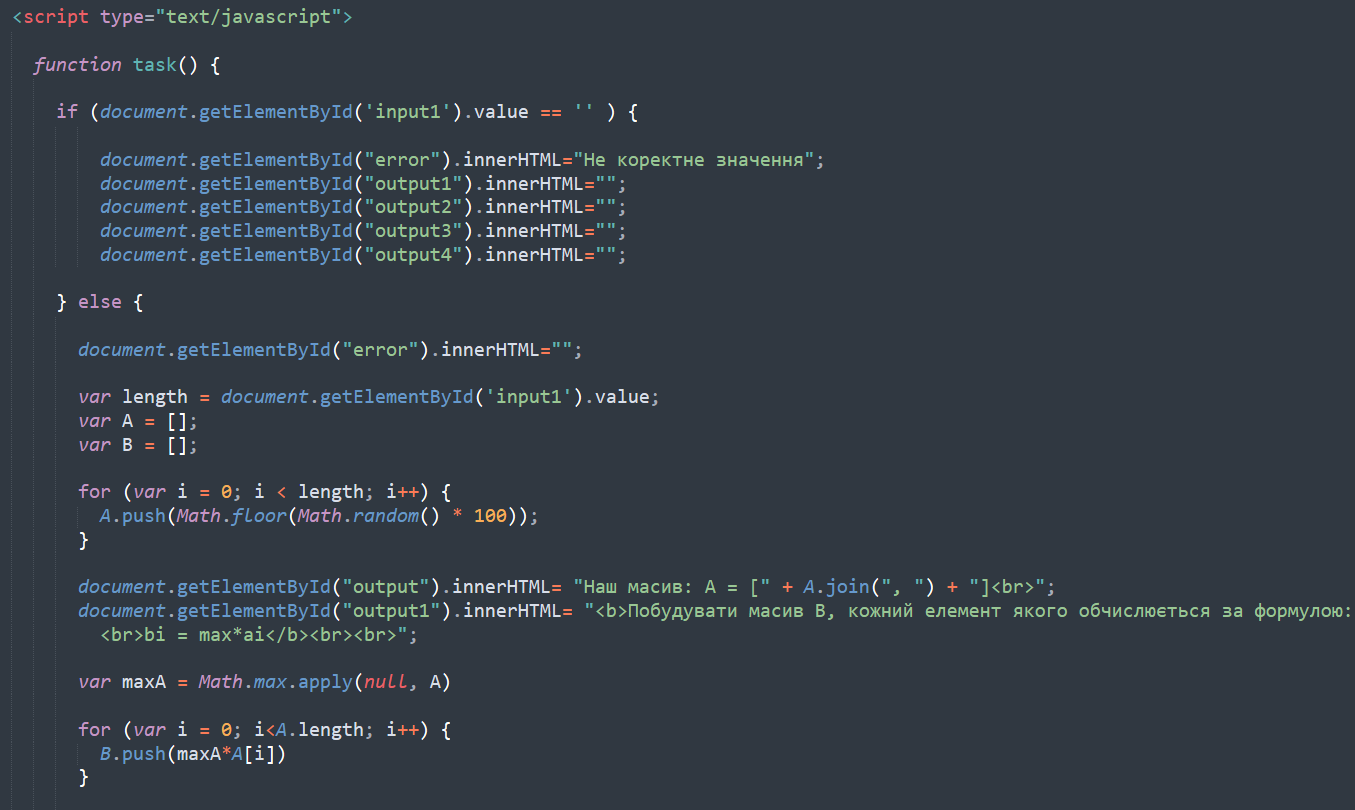 <script type="text/javascript">
function task() {
if (document.getElementById('input1').value == '' ) {
document.getElementById("error").innerHTML="Не коректне значення";
document.getElementById("output1").innerHTML="";
document.getElementById("output2").innerHTML="";
document.getElementById("output3").innerHTML="";
document.getElementById("output4").innerHTML="";
} else {
document.getElementById("error").innerHTML="";
var length = document.getElementById('input1').value;
var A = [];
var B = [];
for (var i = 0; i < length; i++) {
A.push(Math.floor(Math.random() * 100));
}
document.getElementById("output").innerHTML= "Наш масив: A = [" + A.join(", ") + "]<br>";
document.getElementById("output1").innerHTML= "<b>Побудувати масив В, кожний елемент якого обчислюється за формулою:
<br>bi = max*ai</b><br><br>";
var maxA = Math.max.apply(null, A)
for (var i = 0; i<A.length; i++) {
B.push(maxA*A[i])
}